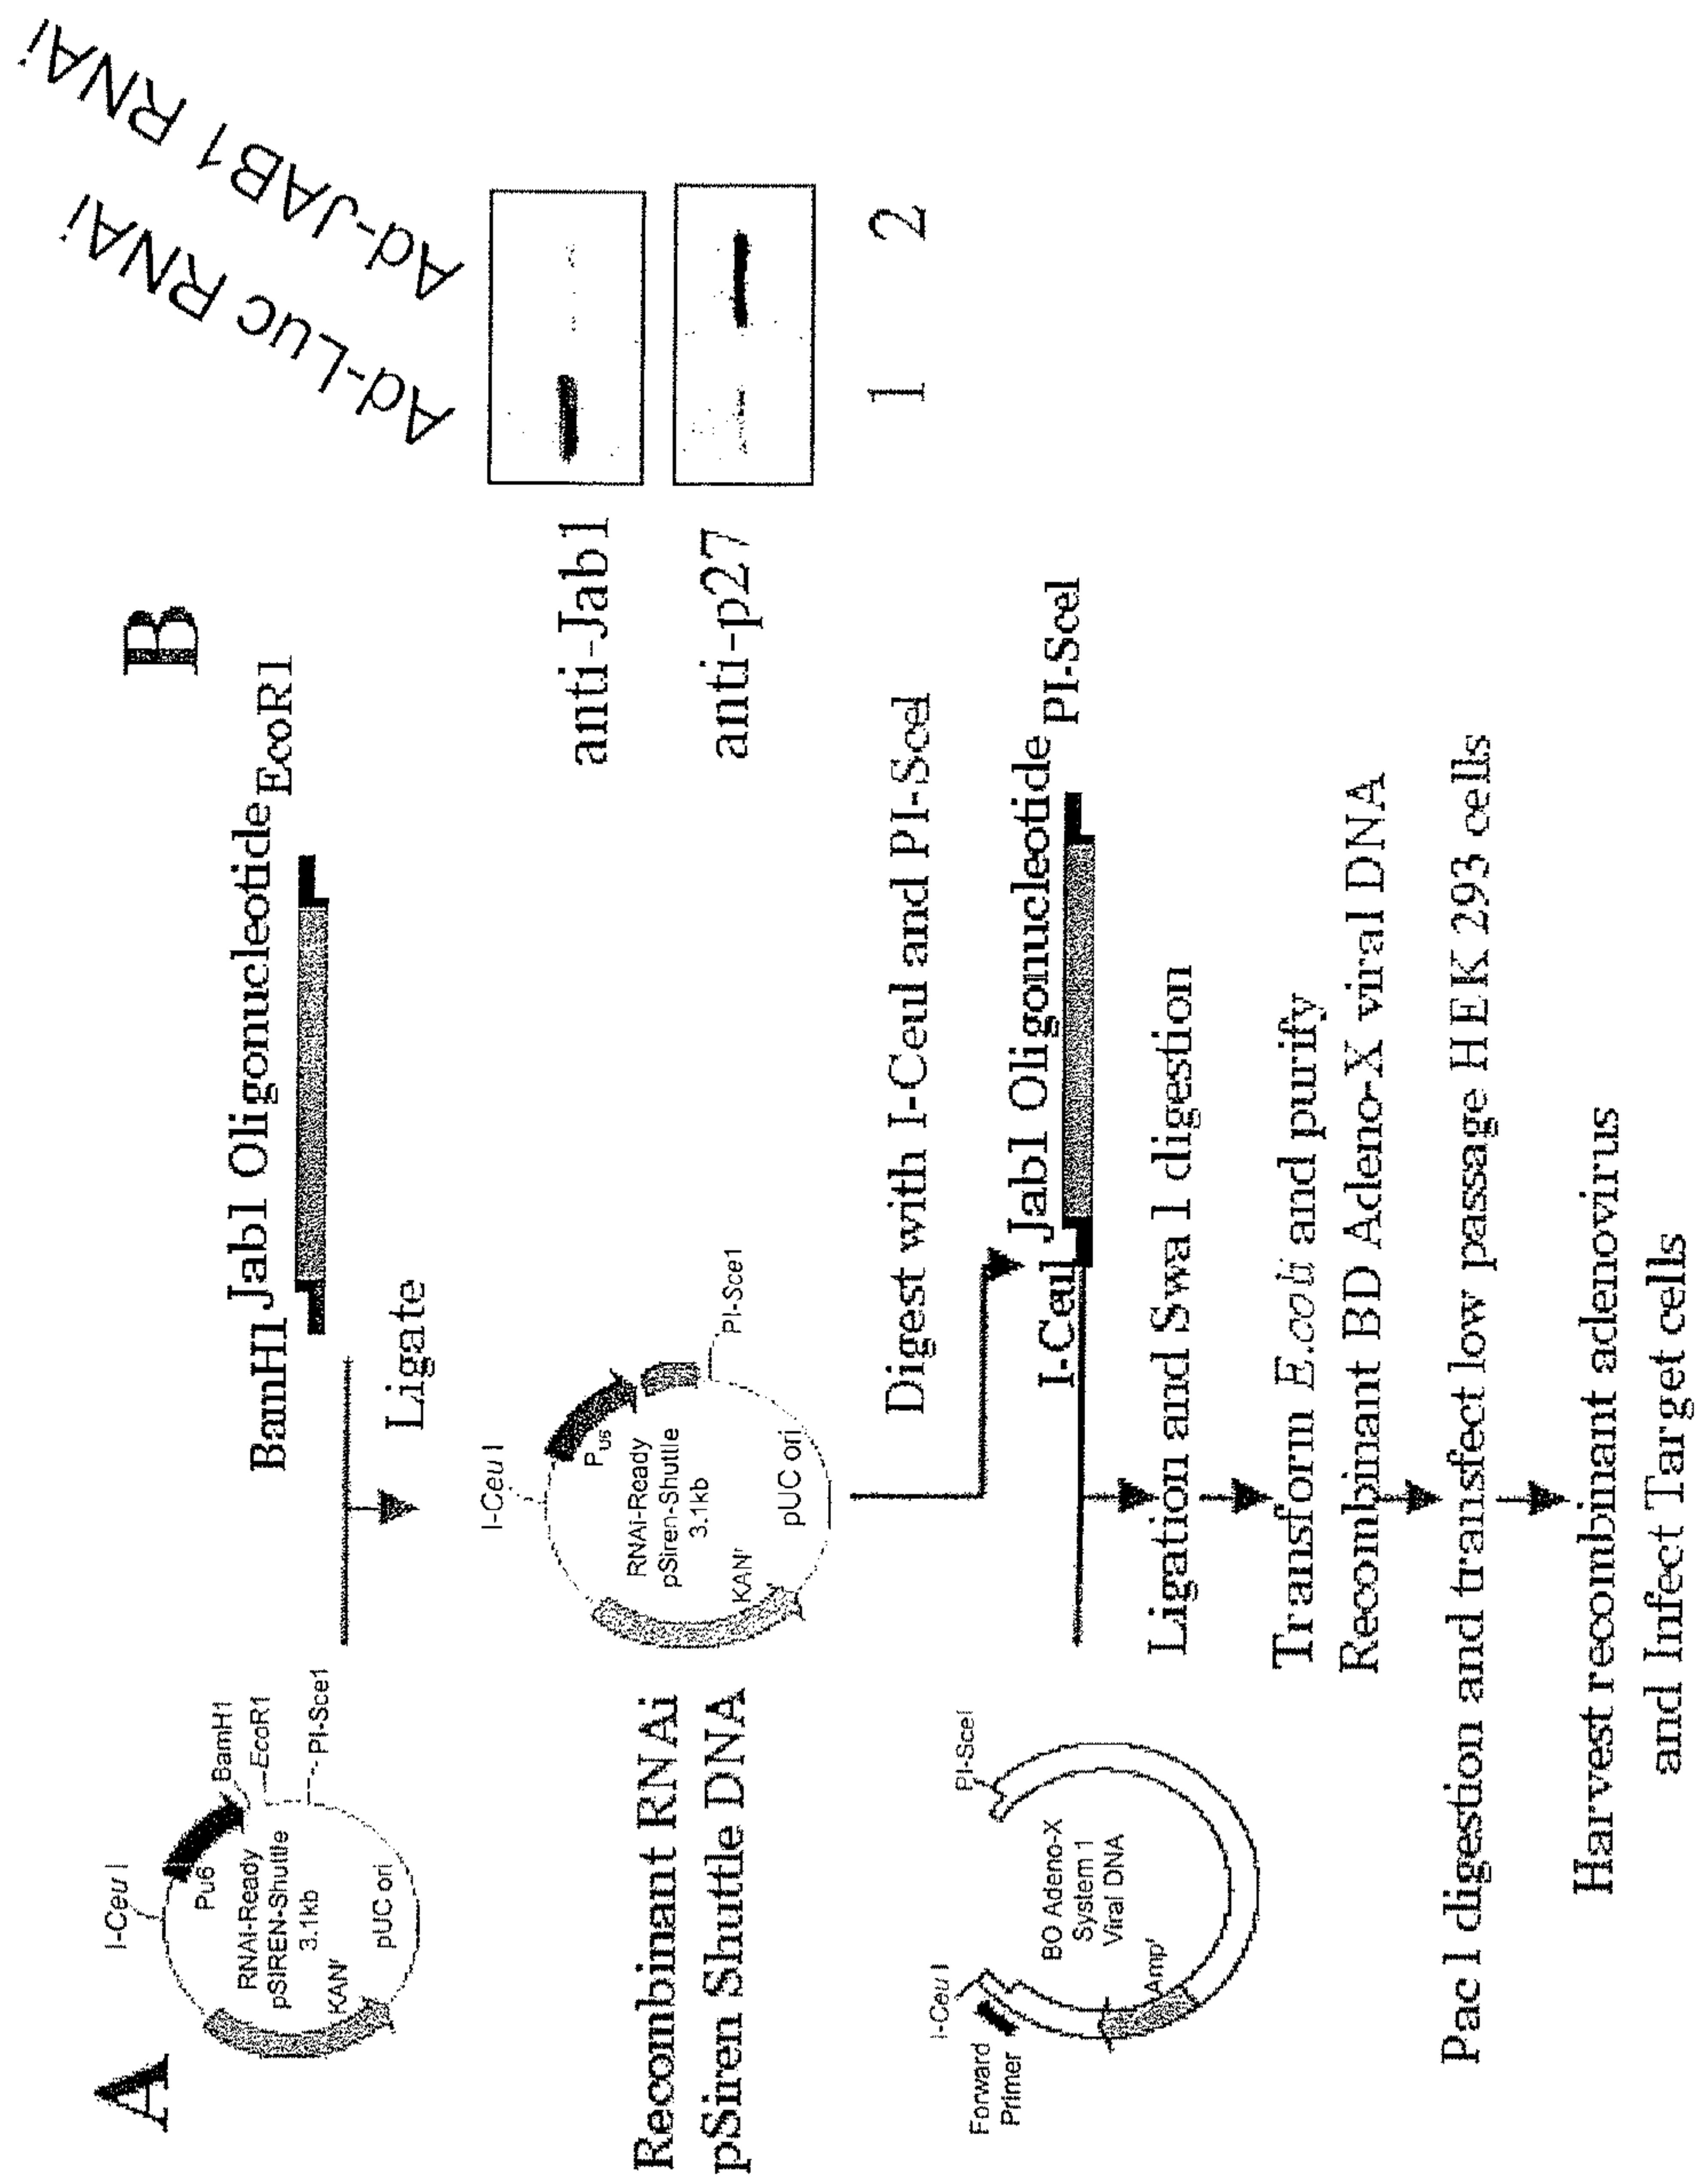 A
I-Ceu I
Pu6
BamH1
EcoR1
PI-Sce1
RNAi-Ready
pSIREN-Shuttle
3.1kb
KANr
pUC ori
BamH1 Jab1 Oligonucleotide EcoR1
Ligate
Recombinant RNAi
pSiren Shuttle DNA
I-Ceu I
PU6
RNAi-Ready
pSiren-Shuttle
3.1kb
KANr
pUC ori
PI-Sce1
Digest with I-CeuI and PI-SceI
Forward
Primer
I-Ceu I
PI-SceI
BO Adeno-X
System 1
Viral DNA
Ampr
I-CeuI Jab1 Oligonucleotide PI-SceI
Ligation and Swa 1 digestion
Transform E.coli and purify
Recombinant BD Adeno-X viral DNA
Pac 1 digestion and transfect low passage HEK 293 cells
Harvest recombinant adenovirus
and Infect Target cells
B
Ad-Luc RNAi
Ad-JAB1 RNAi
anti-Jab1
anti-p27
1 2